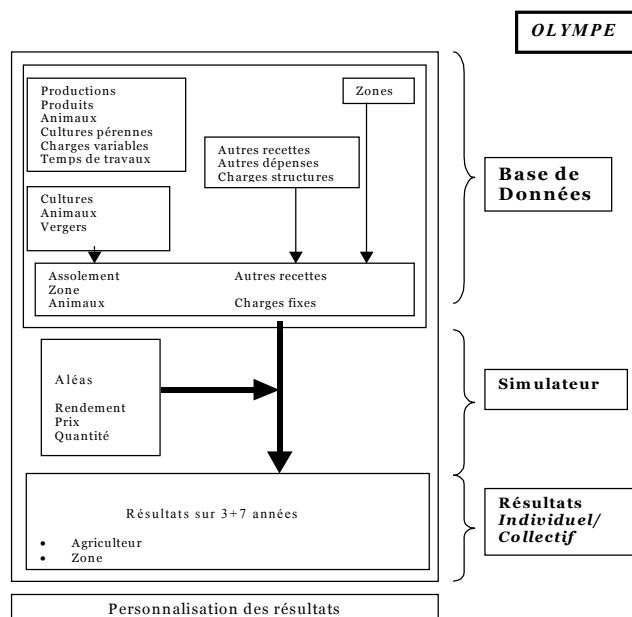 OLYMPE
Productions
Produits
Animaux
Cultures pérennes
Charges variables
Temps de travaux
Zones
Autres recettes
Autres dépenses
Charges structures
Base de
Données
Cultures
Animaux
Vergers
Assolement
Zone
Animaux
Autres recettes
Charges fixes
Aléas
Rendement
Prix
Quantité
Simulateur
Résultats sur 3+7 années
• Agriculteur
• Zone
Résultats
Individuel/
Collectif
Personnalisation des résultats